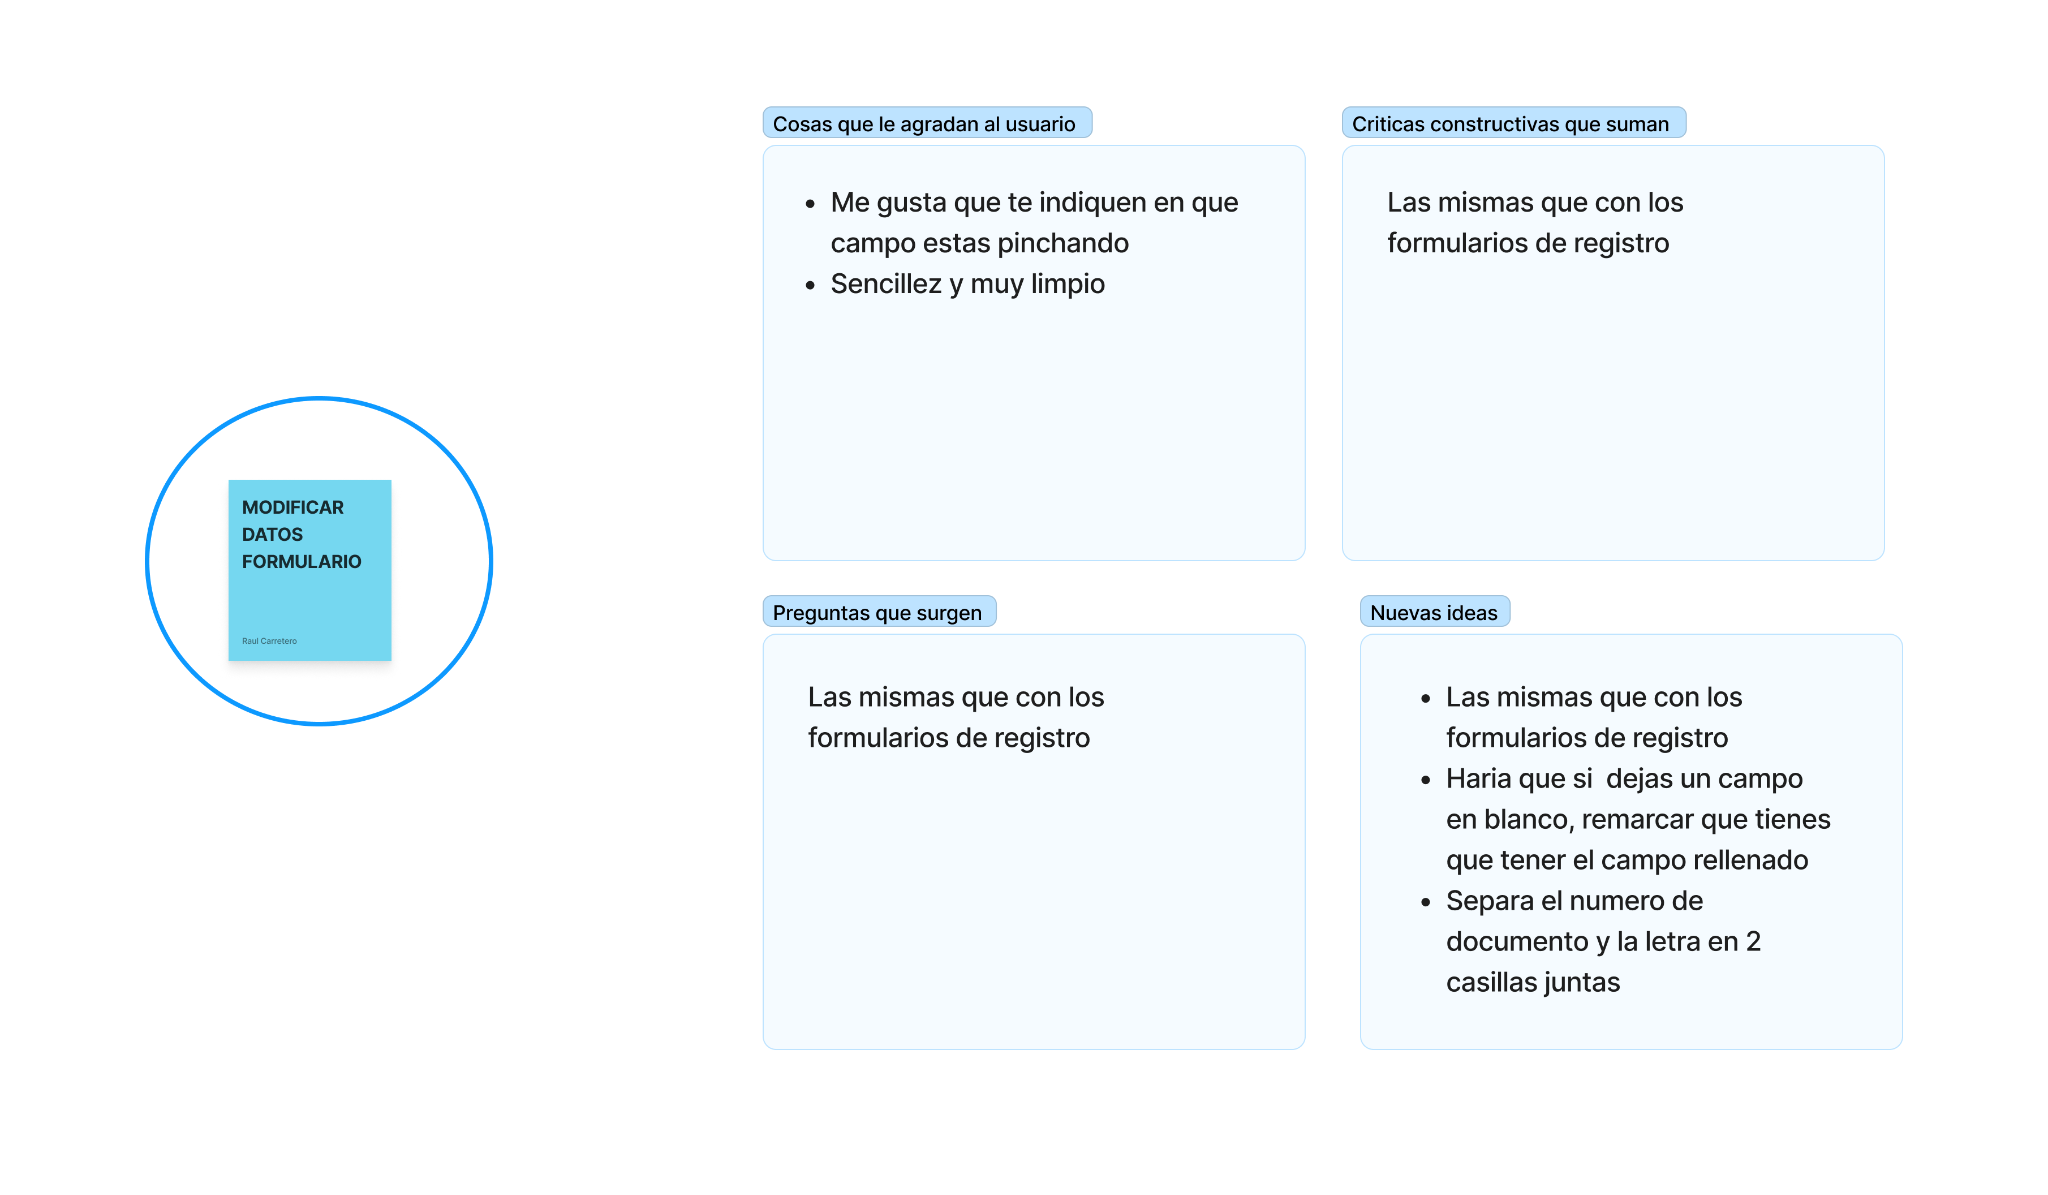 MODIFICAR
DATOS
FORMULARIO
Raul Carretero
Cosas que le agradan al usuario
• Me gusta que te indiquen en que
campo estas pinchando
• Sencillez y muy limpio
Criticas constructivas que suman
Las mismas que con los
formularios de registro
Preguntas que surgen
Las mismas que con los
formularios de registro
Nuevas ideas
• Las mismas que con los
formularios de registro
• Haria que si  dejas un campo
en blanco, remarcar que tienes
que tener el campo rellenado
• Separa el numero de
documento y la letra en 2
casillas juntas